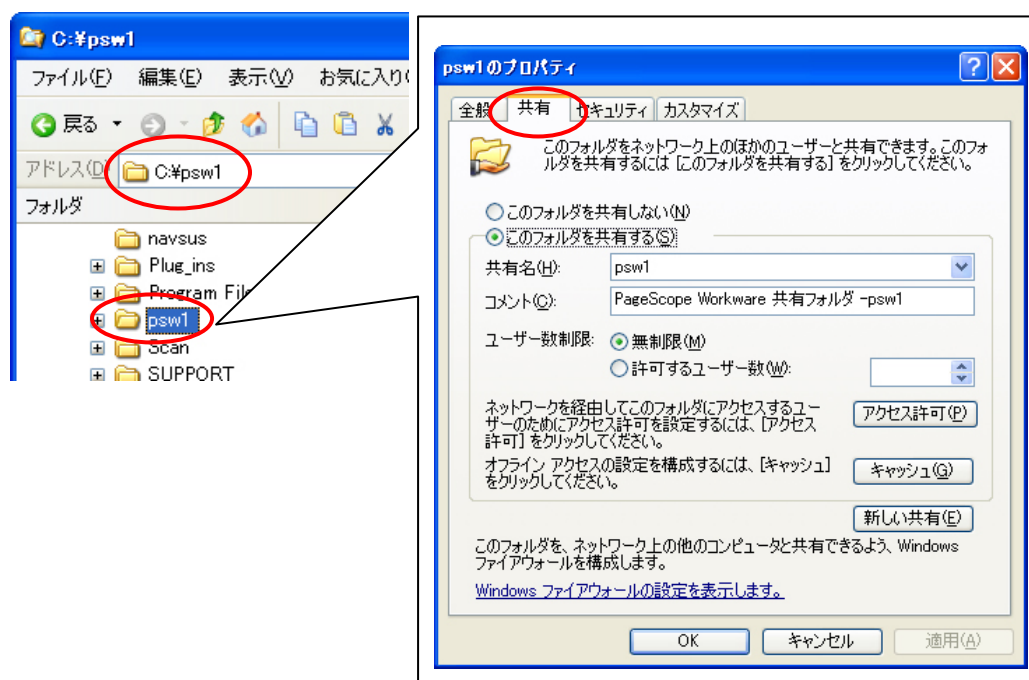 C:¥psw1
ファイル(F) 編集(E) 表示(V) お気に入り(
戻る
アドレス(D) C:¥psw1
フォルダ
navsus
Plug_ins
Program File
psw1
Scan
SUPPORT
psw1のプロパティ
全般 共有 セキュリティ カスタマイズ
このフォルダをネットワーク上のほかのユーザーと共有できます。このフォ
ルダを共有するには [このフォルダを共有する] をクリックしてください。
このフォルダを共有しない(N)
このフォルダを共有する(S)
共有名(H): psw1
コメント(C): PageScope Workware 共有フォルダ -psw1
ユーザー数制限: 無制限(M)
許可するユーザー数(W):
ネットワークを経由してこのフォルダにアクセスするユー
ザーのためにアクセス許可を設定するには、[アクセス
許可] をクリックしてください。
アクセス許可(P)
オフライン アクセスの設定を構成するには、[キャッシュ]
をクリックしてください。
キャッシュ(G)
新しい共有(E)
このフォルダを、ネットワーク上の他のコンピュータと共有できるよう、Windows
ファイアウォールを構成します。
Windows ファイアウォールの設定を表示します。
OK キャンセル 適用(A)